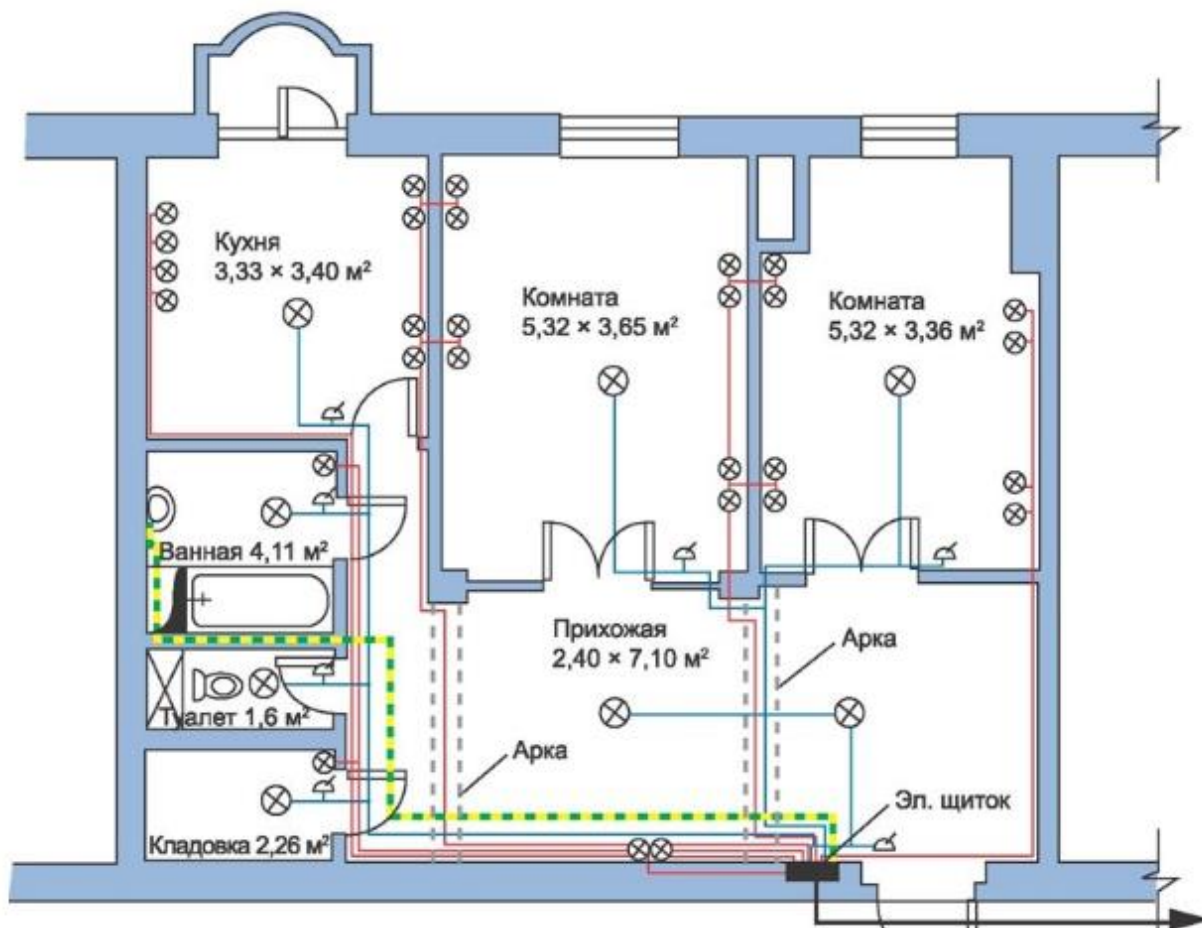 Кухня
3,33 × 3,40 м²
Комната
5,32 × 3,65 м²
Комната
5,32 × 3,36 м²
Ванная 4,11 м²
Прихожая
2,40 × 7,10 м²
Арка
Туалет 1,6 м²
Арка
Эл. щиток
Кладовка 2,26 м²